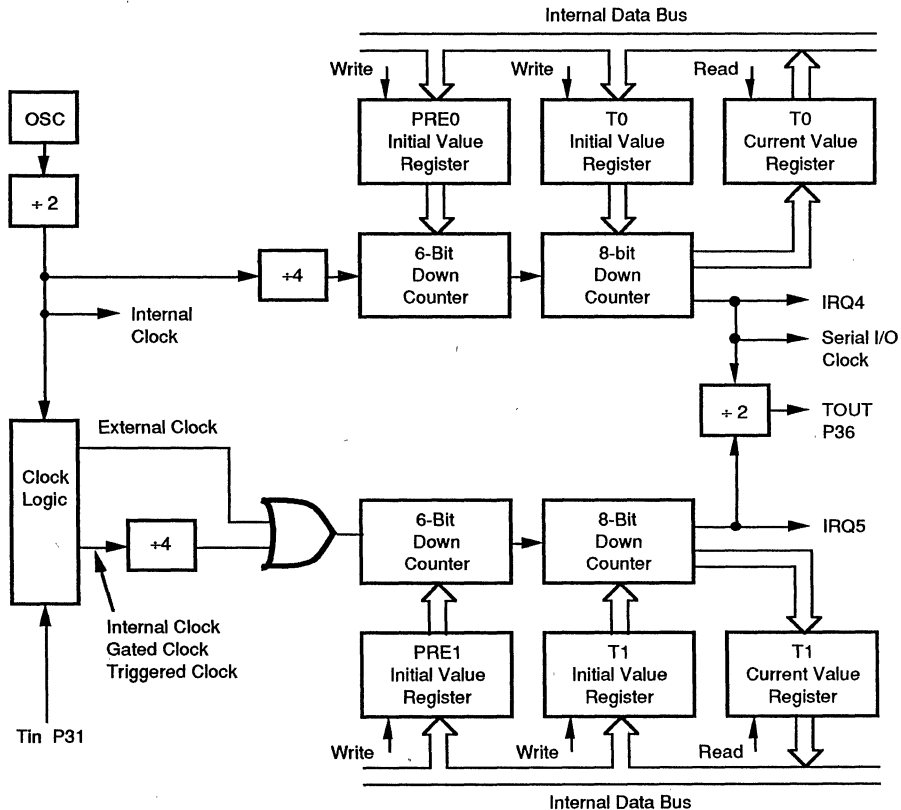 Internal Data Bus
Write
Write
Read
OSC
PRE0
Initial Value
Register
T0
Initial Value
Register
T0
Current Value
Register
÷ 2
÷4
6-Bit
Down
Counter
8-bit
Down
Counter
Internal
Clock
IRQ4
Serial I/O
Clock
÷ 2
TOUT
P36
External Clock
Clock
Logic
÷4
6-Bit
Down
Counter
8-Bit
Down
Counter
IRQ5
Internal Clock
Gated Clock
Triggered Clock
PRE1
Initial Value
Register
T1
Initial Value
Register
T1
Current Value
Register
Tin P31
Write
Write
Read
Internal Data Bus